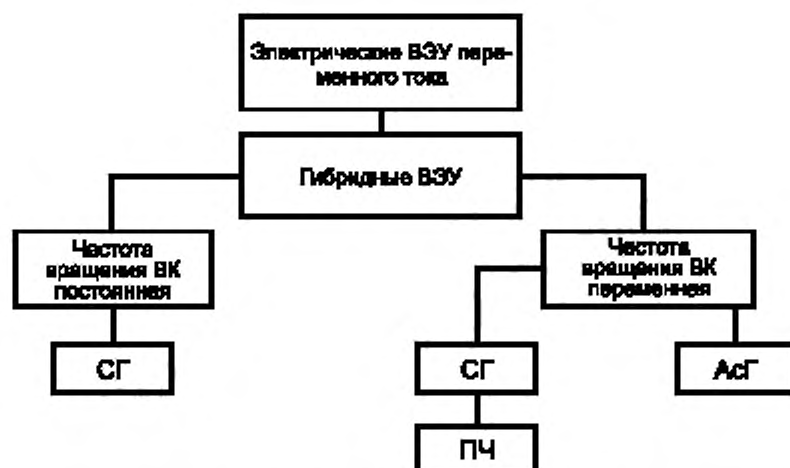 Электрические ВЭУ пере-
менного тока
Гибридные ВЭУ
Частота
вращения ВК
постоянная
Частота
вращения ВК
переменная
СГ
СГ
АсГ
ПЧ